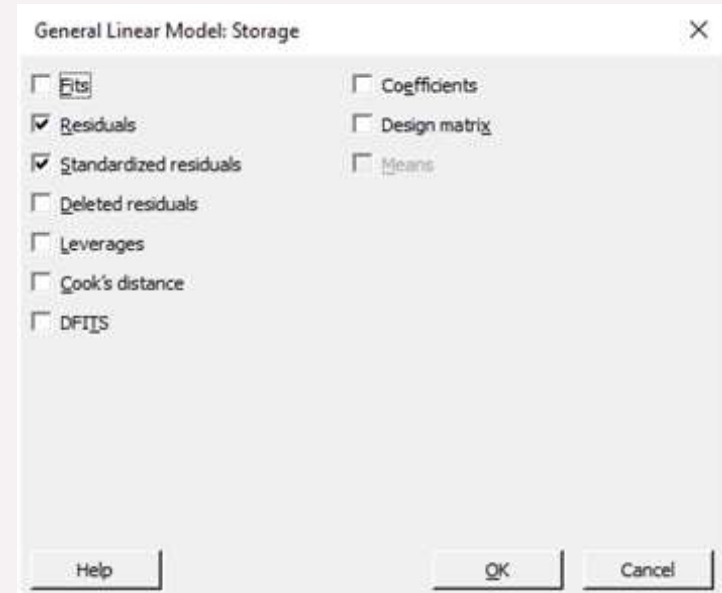 General Linear Model: Storage
Fits
Residuals
Standardized residuals
Deleted residuals
Leverages
Cook's distance
DFITS
Coefficients
Design matrix
Means
Help
OK
Cancel